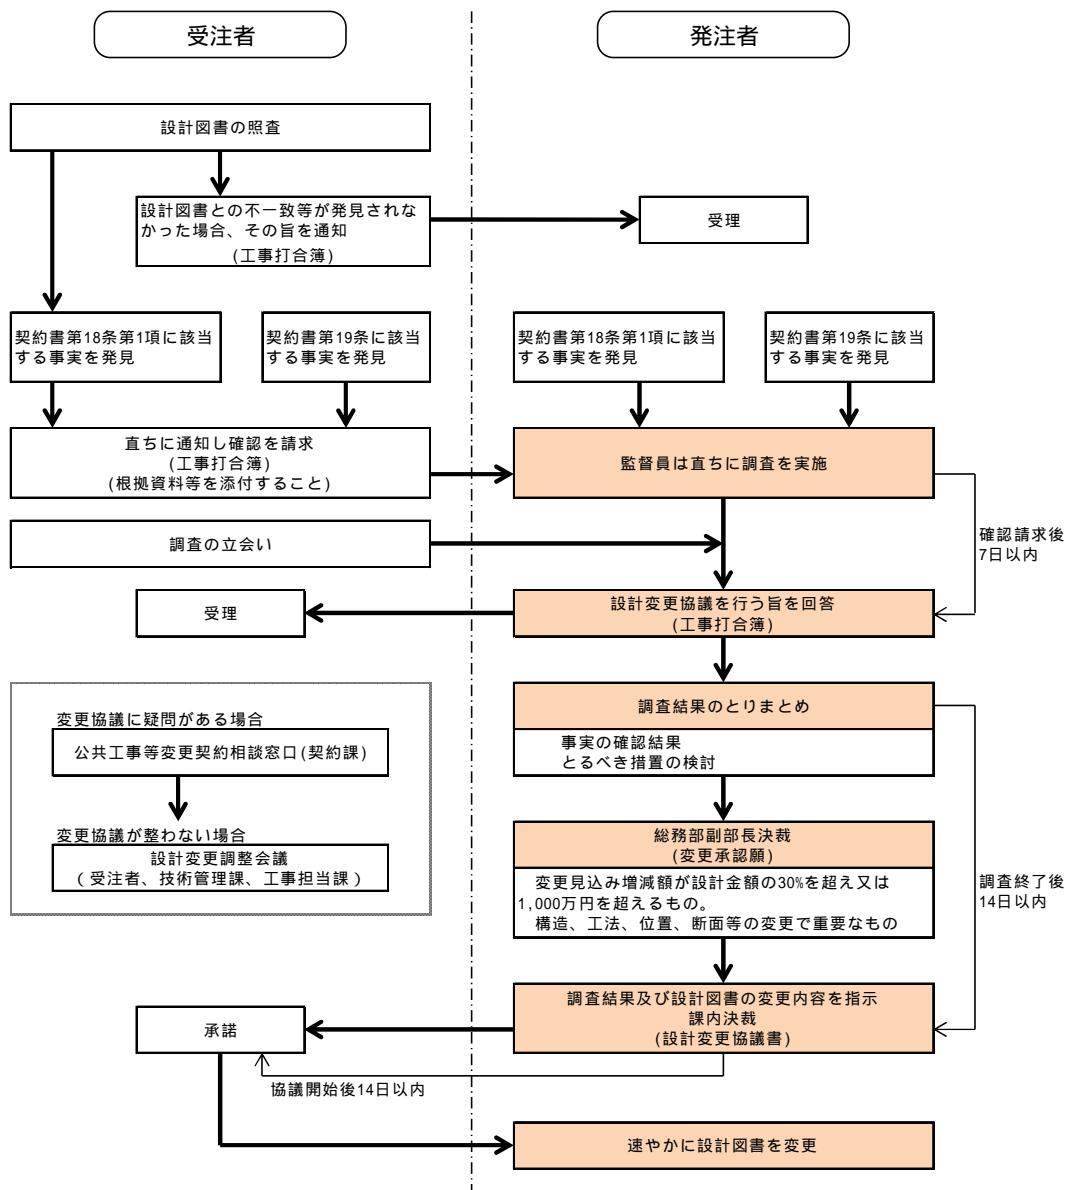 受注者
発注者
設計図書の照査
設計図書との不一致等が発見されな
かった場合、その旨を通知
(工事打合簿)
受理
契約書第18条第1項に該当
する事実を発見
契約書第19条に該当
する事実を発見
契約書第18条第1項に該当
する事実を発見
契約書第19条に該当
する事実を発見
直ちに通知し確認を請求
(工事打合簿)
(根拠資料等を添付すること)
監督員は直ちに調査を実施
調査の立会い
確認請求後
7日以内
受理
設計変更協議を行う旨を回答
(工事打合簿)
調査結果のとりまとめ
事実の確認結果
とるべき措置の検討
変更協議に疑問がある場合
公共工事等変更契約相談窓口(契約課)
変更協議が整わない場合
設計変更調整会議
(受注者、技術管理課、工事担当課)
総務部副部長決裁
(変更承認願)
変更見込み増減額が設計金額の30%を超え又は
1,000万円を超えるもの。
構造、工法、位置、断面等の変更で重要なもの
調査終了後
14日以内
調査結果及び設計図書の変更内容を指示
課内決裁
(設計変更協議書)
承諾
協議開始後14日以内
速やかに設計図書を変更